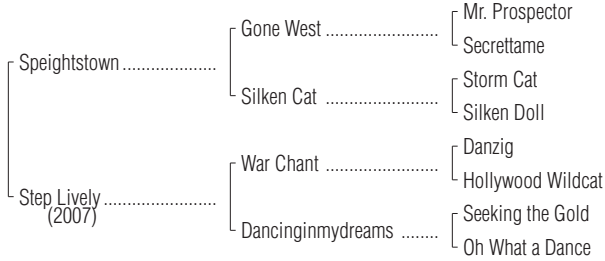 Mr. Prospector
Gone West ........................
Secrettame
Speightstown ....................
Storm Cat
Silken Cat ........................
Silken Doll
Danzig
War Chant ........................
Hollywood Wildcat
Step Lively ........................
(2007)
Seeking the Gold
Dancinginmydreams ........
Oh What a Dance